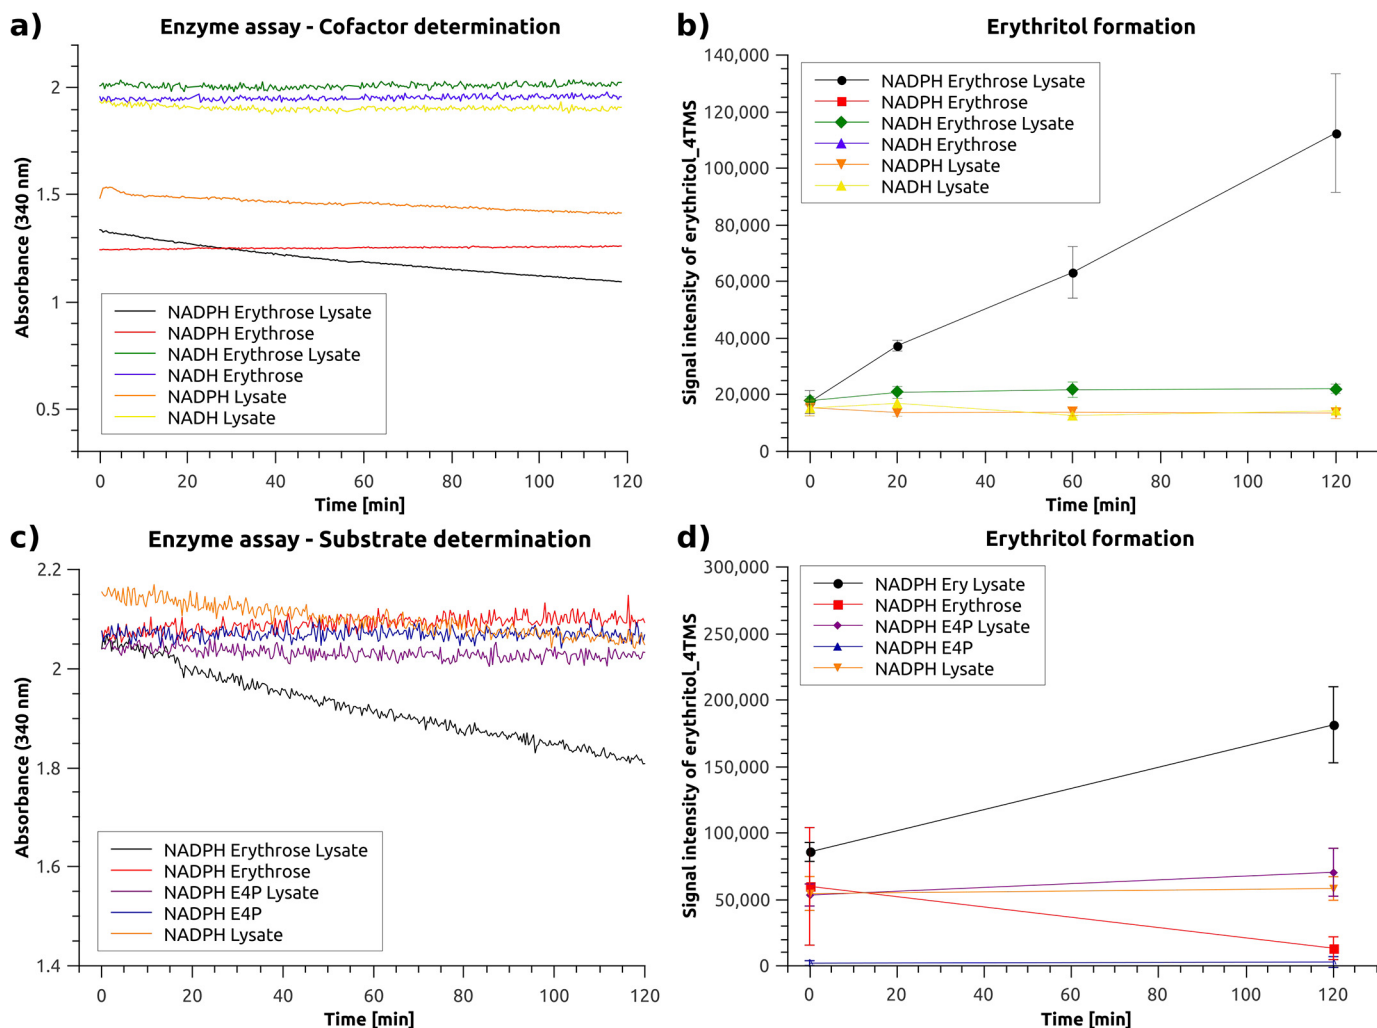 a)
Enzyme assay - Cofactor determination
Absorbance (340 nm)
2
1.5
1
0.5
NADPH Erythrose Lysate
NADPH Erythrose
NADH Erythrose Lysate
NADH Erythrose
NADPH Lysate
NADH Lysate
0 20 40 60 80 100 120
Time [min]
b)
Erythritol formation
Signal intensity of erythritol_4TMS
140,000
120,000
100,000
80,000
60,000
40,000
20,000
0
NADPH Erythrose Lysate
NADPH Erythrose
NADH Erythrose Lysate
NADH Erythrose
NADPH Lysate
NADH Lysate
0 20 40 60 80 100 120
Time [min]
c)
Enzyme assay - Substrate determination
Absorbance (340 nm)
2.2
2
1.8
1.6
1.4
NADPH Erythrose Lysate
NADPH Erythrose
NADPH E4P Lysate
NADPH E4P
NADPH Lysate
0 20 40 60 80 100 120
Time [min]
d)
Erythritol formation
Signal intensity of erythritol_4TMS
300,000
250,000
200,000
150,000
100,000
50,000
0
NADPH Ery Lysate
NADPH Erythrose
NADPH E4P Lysate
NADPH E4P
NADPH Lysate
0 20 40 60 80 100 120
Time [min]